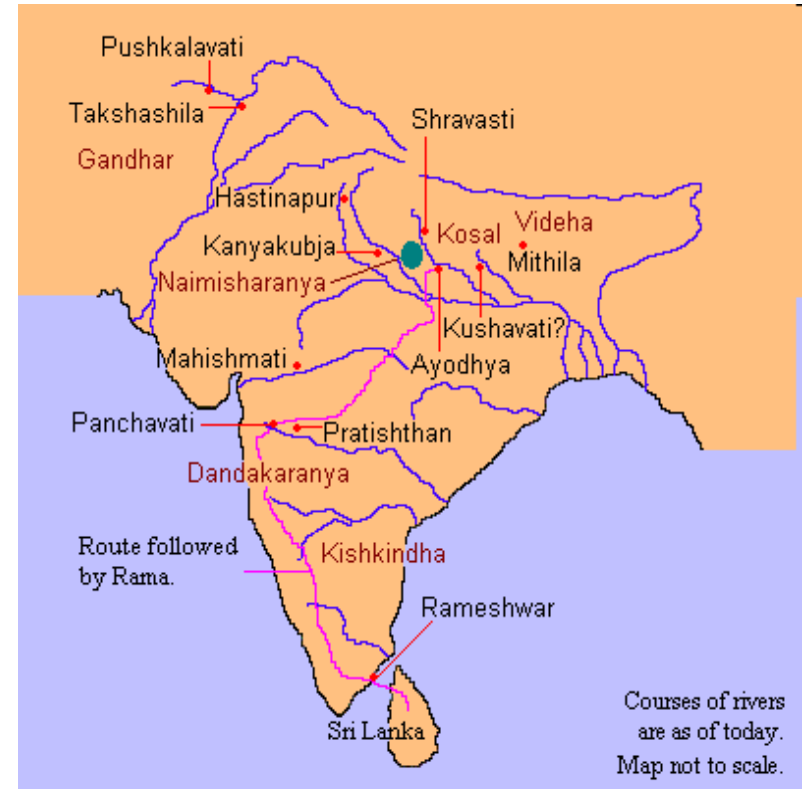 Pushkalavati
Takshashila
Gandhar
Shravasti
Hastinapur
Kosal
Videha
Kanyakubja
Mithila
Naimisharanya
Kushavati?
Mahishmati
Ayodhya
Panchavati
Pratishthan
Dandakaranya
Route followed
by Rama.
Kishkindha
Rameshwar
Sri Lanka
Courses of rivers
are as of today.
Map not to scale.